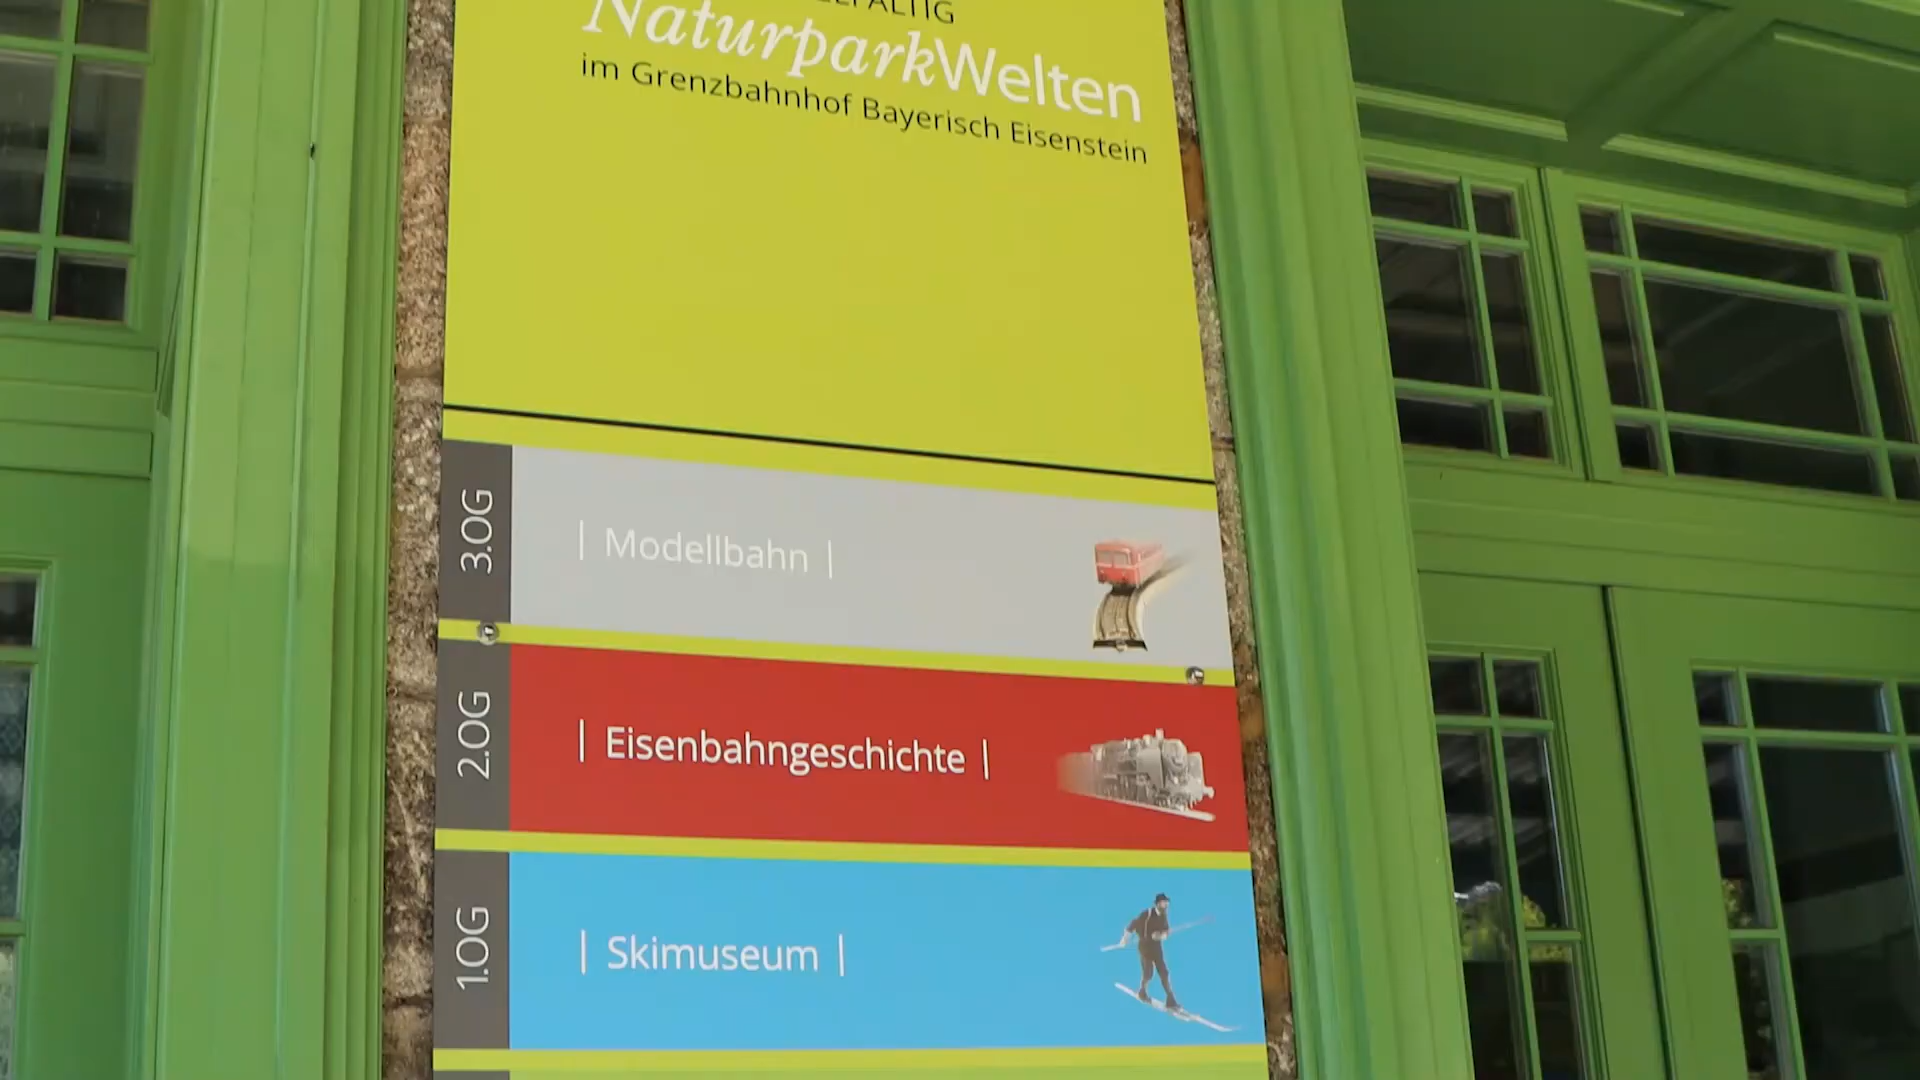 NaturparkWelten
im Grenzbahnhof Bayerisch Eisenstein
3.OG
| Modellbahn |
2.OG
| Eisenbahngeschichte |
1.OG
| Skimuseum |